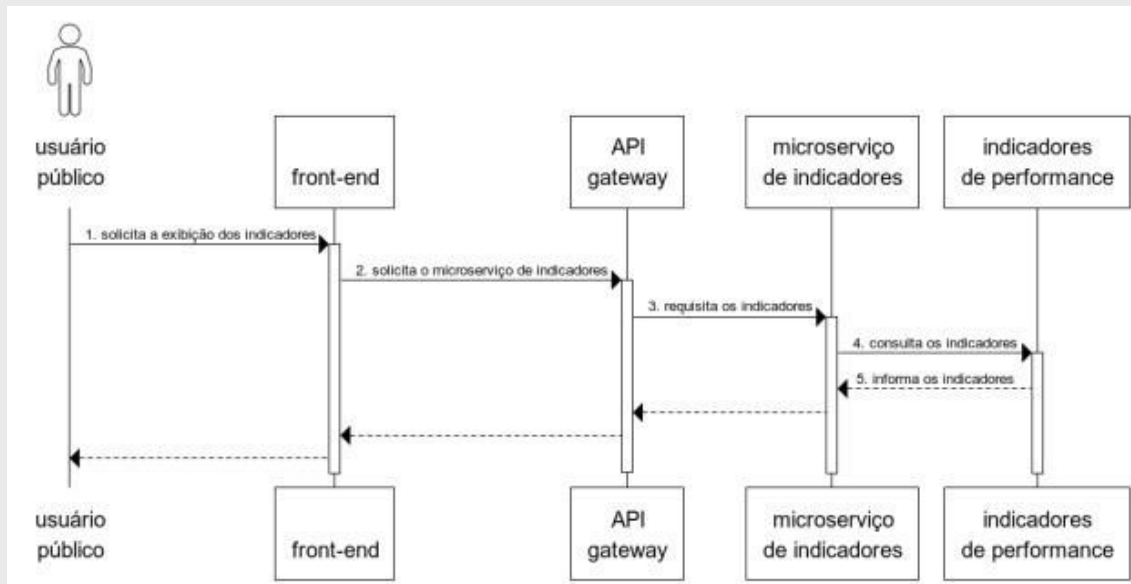 usuário
público
front-end
API
gateway
microserviço
de indicadores
indicadores
de performance
1. solicita a exibição dos indicadores
2. solicita o microserviço de indicadores
3. requisita os indicadores
4. consulta os indicadores
5. informa os indicadores
usuário
público
front-end
API
gateway
microserviço
de indicadores
indicadores
de performance